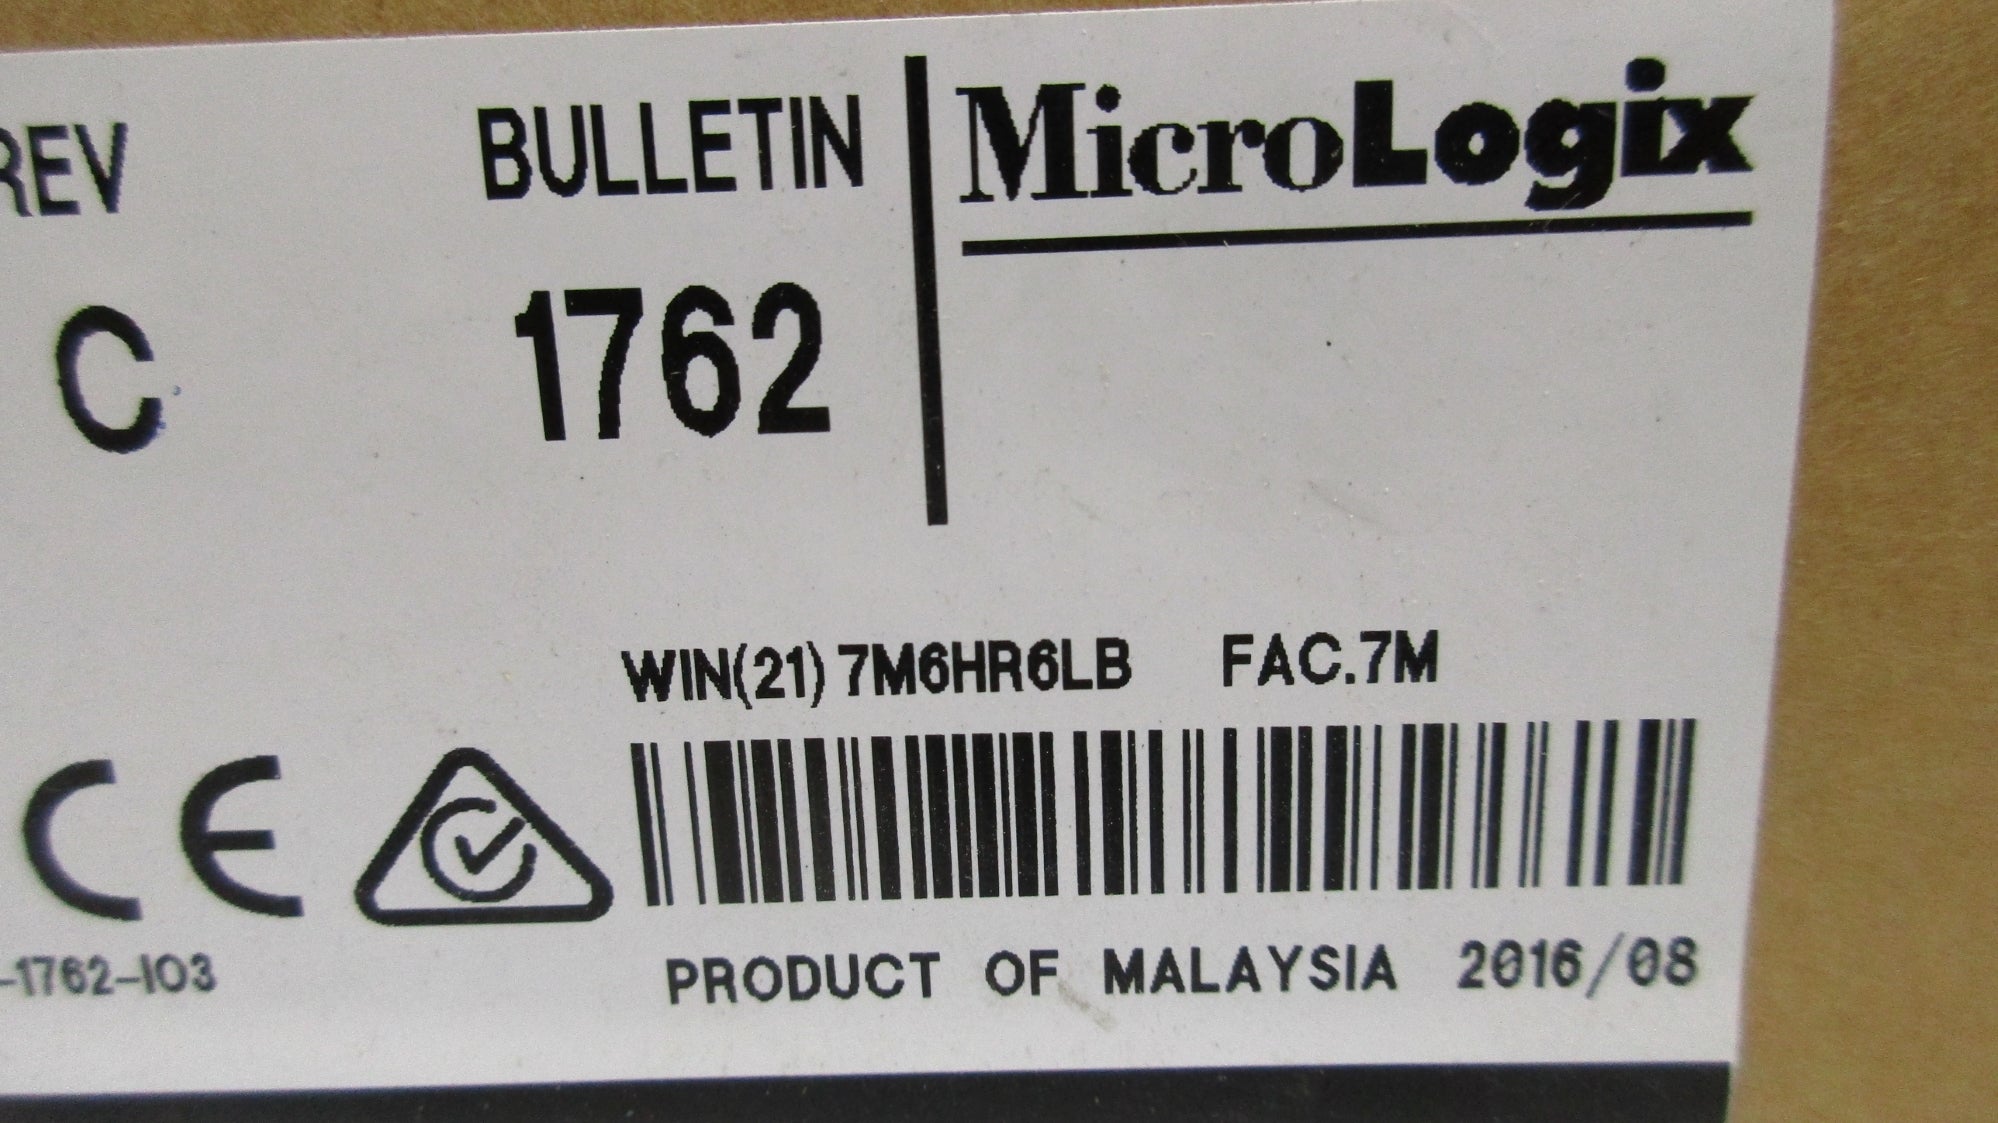 REV BULLETIN MicroLogix
C 1762
WIN(21) 7M6HR6LB FAC.7M
CE
-1762-IO3
PRODUCT OF MALAYSIA 2016/08